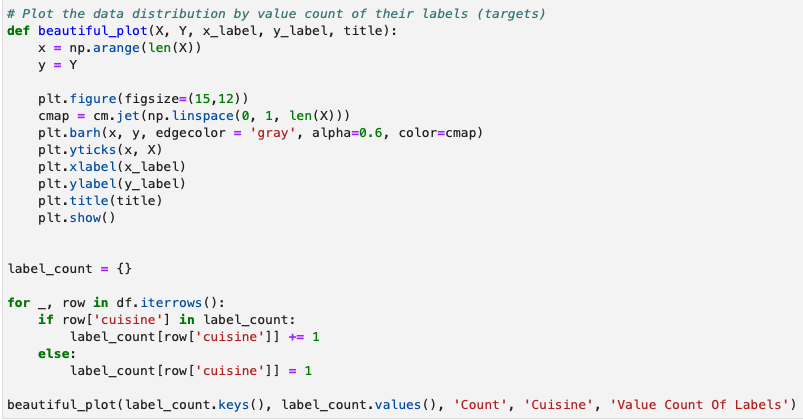 # Plot the data distribution by value count of their labels (targets)
def beautiful_plot(X, Y, x_label, y_label, title):
    x = np.arange(len(X))
    y = Y

    plt.figure(figsize=(15,12))
    cmap = cm.jet(np.linspace(0, 1, len(X)))
    plt.barh(x, y, edgecolor = 'gray', alpha=0.6, color=cmap)
    plt.yticks(x, X)
    plt.xlabel(x_label)
    plt.ylabel(y_label)
    plt.title(title)
    plt.show()


label_count = {}

for _, row in df.iterrows():
    if row['cuisine'] in label_count:
        label_count[row['cuisine']] += 1
    else:
        label_count[row['cuisine']] = 1

beautiful_plot(label_count.keys(), label_count.values(), 'Count', 'Cuisine', 'Value Count Of Labels')